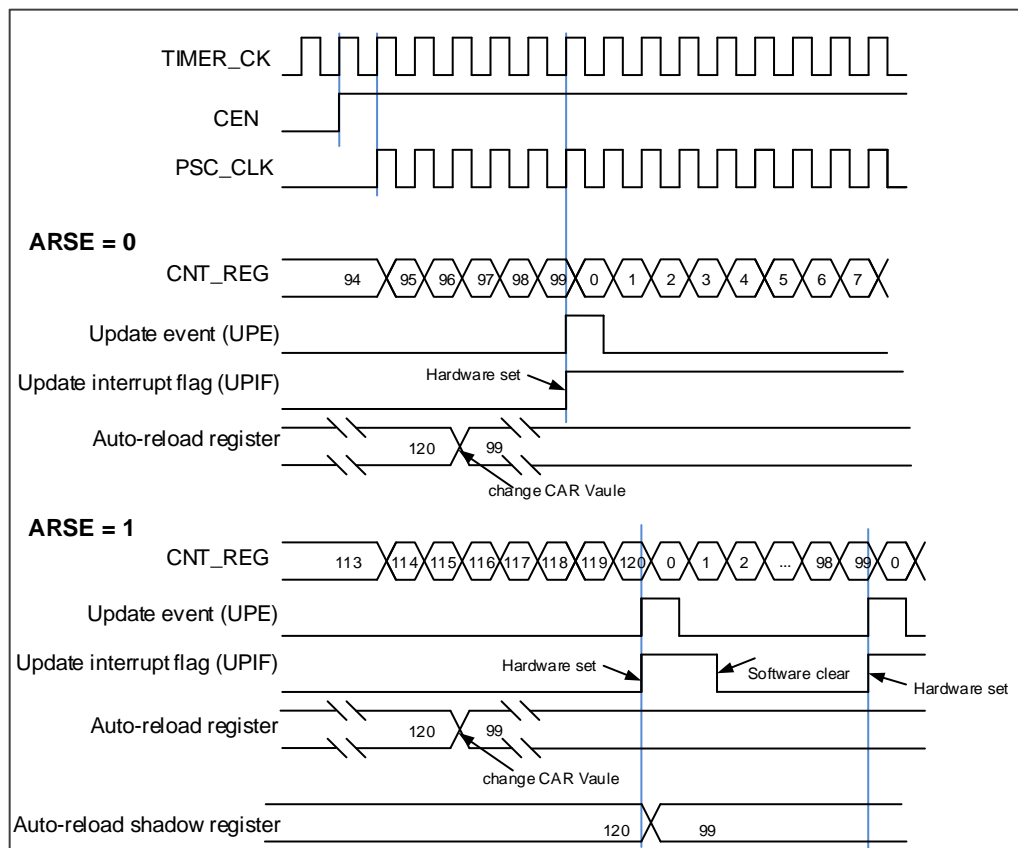 TIMER_CK
CEN
PSC_CLK
ARSE = 0
CNT_REG 94 95 96 97 98 99 0 1 2 3 4 5 6 7
Update event (UPE)
Hardware set
Update interrupt flag (UPIF)
Auto-reload register
120 99
change CAR Vaule
ARSE = 1
CNT_REG 113 114 115 116 117 118 119 120 0 1 2 ... 98 99 0
Update event (UPE)
Update interrupt flag (UPIF) Hardware set Software clear Hardware set
Auto-reload register
120 99
change CAR Vaule
Auto-reload shadow register 120 99